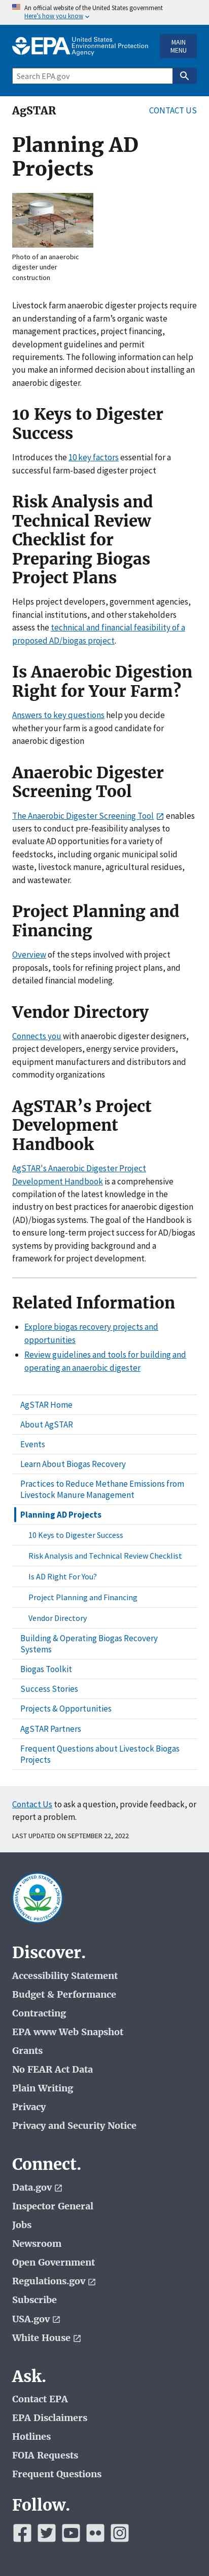 An official website of the United States government
Here's how you know
EPA United States
Environmental Protection
Agency
MAIN
MENU
Search EPA.gov
AgSTAR
CONTACT US
Planning AD
Projects
Photo of an anaerobic
digester under
construction
Livestock farm anaerobic digester projects require
an understanding of a farm’s organic waste
management practices, project financing,
development guidelines and permit
requirements. The following information can help
you make an informed decision about installing an
anaerobic digester.
10 Keys to Digester
Success
Introduces the 10 key factors essential for a
successful farm-based digester project
Risk Analysis and
Technical Review
Checklist for
Preparing Biogas
Project Plans
Helps project developers, government agencies,
financial institutions, and other stakeholders
assess the technical and financial feasibility of a
proposed AD/biogas project.
Is Anaerobic Digestion
Right for Your Farm?
Answers to key questions help you decide
whether your farm is a good candidate for
anaerobic digestion
Anaerobic Digester
Screening Tool
The Anaerobic Digester Screening Tool enables
users to conduct pre-feasibility analyses to
evaluate AD opportunities for a variety of
feedstocks, including organic municipal solid
waste, livestock manure, agricultural residues,
and wastewater.
Project Planning and
Financing
Overview of the steps involved with project
proposals, tools for refining project plans, and
detailed financial modeling.
Vendor Directory
Connects you with anaerobic digester designers,
project developers, energy service providers,
equipment manufacturers and distributors and
commodity organizations
AgSTAR’s Project
Development
Handbook
AgSTAR's Anaerobic Digester Project
Development Handbook is a comprehensive
compilation of the latest knowledge in the
industry on best practices for anaerobic digestion
(AD)/biogas systems. The goal of the Handbook is
to ensure long-term project success for AD/biogas
systems by providing background and a
framework for project development.
Related Information
Explore biogas recovery projects and
opportunities
Review guidelines and tools for building and
operating an anaerobic digester
AgSTAR Home
About AgSTAR
Events
Learn About Biogas Recovery
Practices to Reduce Methane Emissions from
Livestock Manure Management
Planning AD Projects
10 Keys to Digester Success
Risk Analysis and Technical Review Checklist
Is AD Right For You?
Project Planning and Financing
Vendor Directory
Building & Operating Biogas Recovery
Systems
Biogas Toolkit
Success Stories
Projects & Opportunities
AgSTAR Partners
Frequent Questions about Livestock Biogas
Projects
Contact Us to ask a question, provide feedback, or
report a problem.
LAST UPDATED ON SEPTEMBER 22, 2022
Discover.
Accessibility Statement
Budget & Performance
Contracting
EPA www Web Snapshot
Grants
No FEAR Act Data
Plain Writing
Privacy
Privacy and Security Notice
Connect.
Data.gov
Inspector General
Jobs
Newsroom
Open Government
Regulations.gov
Subscribe
USA.gov
White House
Ask.
Contact EPA
EPA Disclaimers
Hotlines
FOIA Requests
Frequent Questions
Follow.